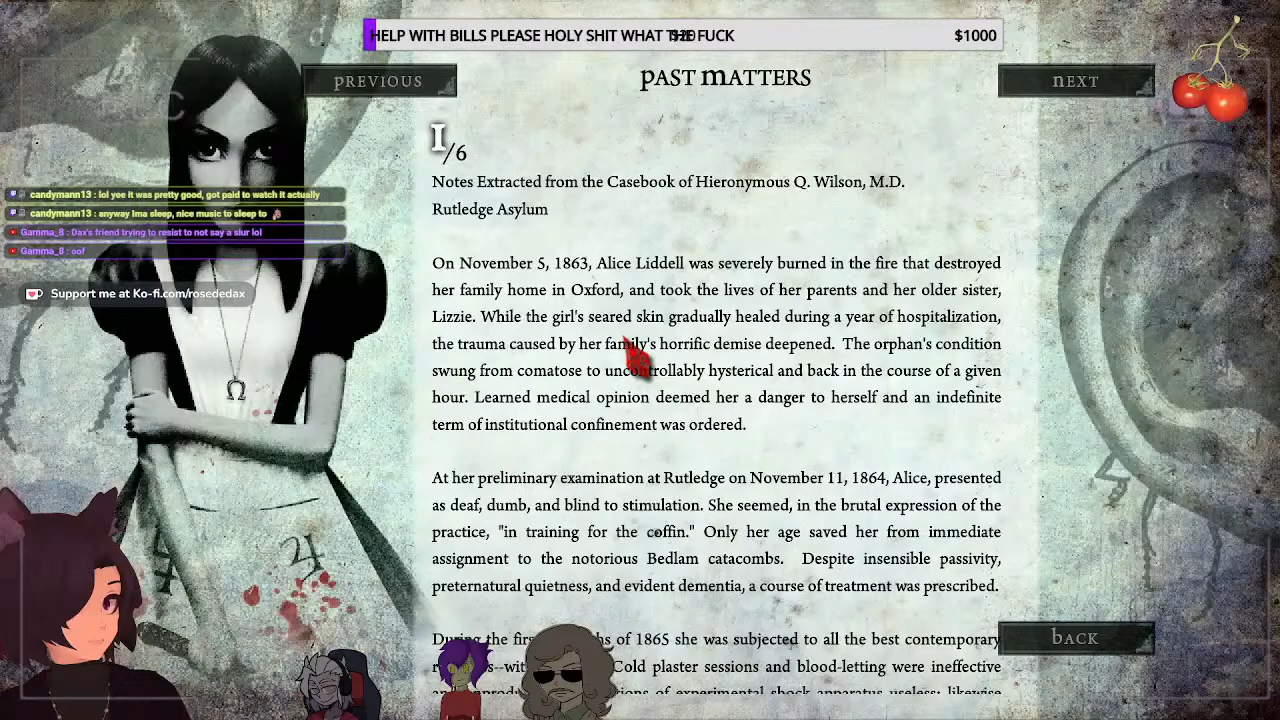 HELP WITH BILLS PLEASE HOLY SHIT WHAT THE FUCK
$1000
PREVIOUS
PAST MATTERS
NEXT
1/6
Notes Extracted from the Casebook of Hieronymous Q. Wilson, M.D.
Rutledge Asylum
candymann13 : lol yee it was pretty good, got paid to watch it actually
candymann13 : anyway Ima sleep, nice music to sleep to
Gamma_8 : Dax's friend trying to resist to not say a slur lol
Gamma_8 : oof
Support me at Ko-fi.com/rosededax
On November 5, 1863, Alice Liddell was severely burned in the fire that destroyed
her family home in Oxford, and took the lives of her parents and her older sister,
Lizzie. While the girl's seared skin gradually healed during a year of hospitalization,
the trauma caused by her family's horrific demise deepened. The orphan's condition
swung from comatose to uncontrollably hysterical and back in the course of a given
hour. Learned medical opinion deemed her a danger to herself and an indefinite
term of institutional confinement was ordered.
At her preliminary examination at Rutledge on November 11, 1864, Alice, presented
as deaf, dumb, and blind to stimulation. She seemed, in the brutal expression of the
practice, "in training for the coffin." Only her age saved her from immediate
assignment to the notorious Bedlam catacombs. Despite insensible passivity,
preternatural quietness, and evident dementia, a course of treatment was prescribed.
During the of 1865 she was subjected to all the best contemporary
Cold plaster sessions and blood-letting were ineffective
of experimental shock apparatus useless; likewise
BACK